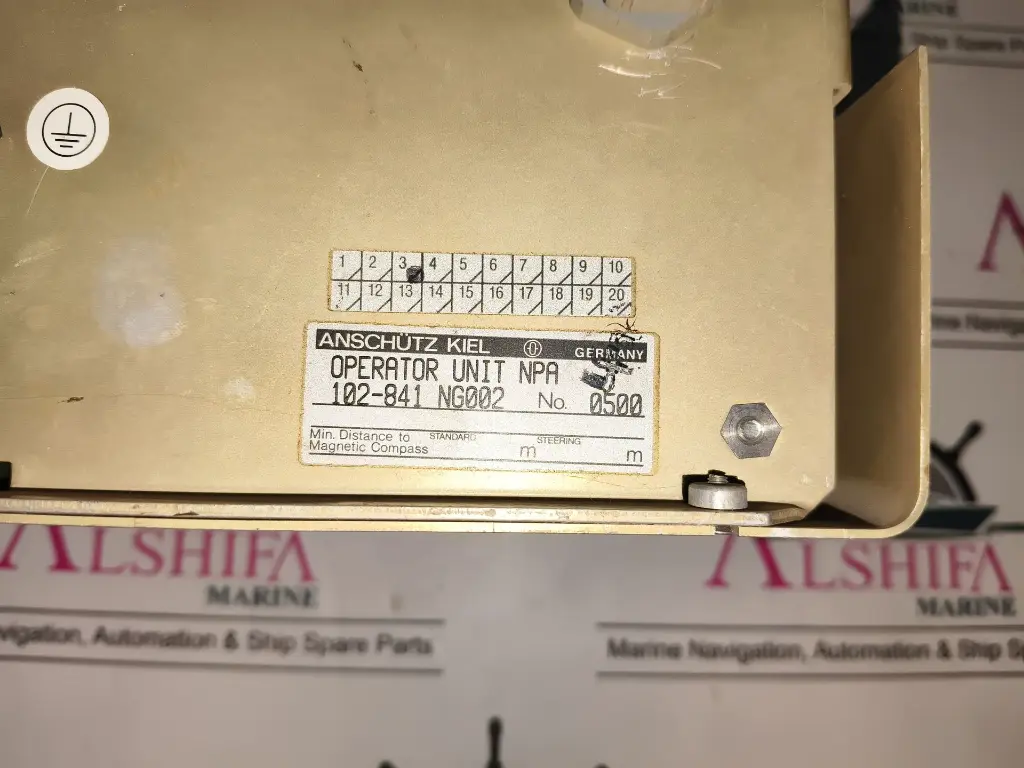 MARINE
Ship Spare
1 2 3 4 5 6 7 8 9 10
11 12 13 14 15 16 17 18 19 20
ANSCHÜTZ KIEL GERMANY
OPERATOR UNIT NPA
102-841 NG002 No. 0500
Min. Distance to STANDARD STEERING
Magnetic Compass m m
ALSHIFA ALSHIFA
MARINE MARINE
Navigation, Automation & Ship Spare Parts Marine Navigation, Automation & Ship